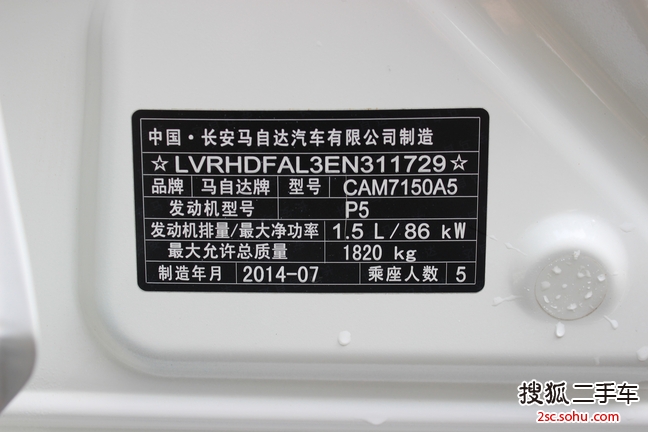 中国·长安马自达汽车有限公司制造
☆LVRHDFAL3EN311729☆
品牌 马自达牌 型号 CAM7150A5
发动机型号 P5
发动机排量/最大净功率 1.5 L/86 kW
最大允许总质量 1820 kg
制造年月 2014-07 乘座人数 5
搜狐二手车
2sc.sohu.com